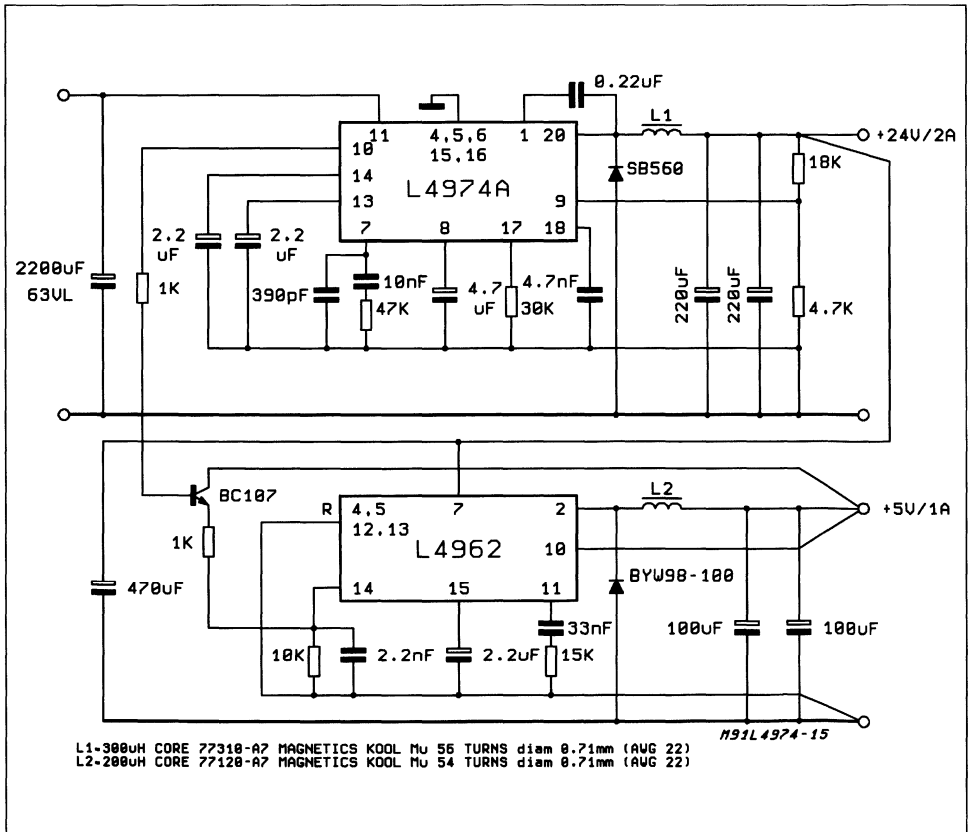 0.22uF
L1
11
4,5,6
1
20
+24V/2A
10
15,16
18K
14
L4974A
SB560
13
9
7
8
17
18
2.2
uF
2.2
uF
2200uF
63VL
1K
390pF
10nF
47K
4.7
uF
4.7nF
30K
220uF
220uF
4.7K
BC107
L2
R
4,5
7
2
+5V/1A
12,13
1K
L4962
10
BYW98-100
470uF
14
15
11
33nF
100uF
100uF
10K
2.2nF
2.2uF
15K
M91L4974-15
L1=300uH CORE 77310-A7 MAGNETICS KOOL Mu 56 TURNS diam 0.71mm (AWG 22)
L2=200uH CORE 77120-A7 MAGNETICS KOOL Mu 54 TURNS diam 0.71mm (AWG 22)